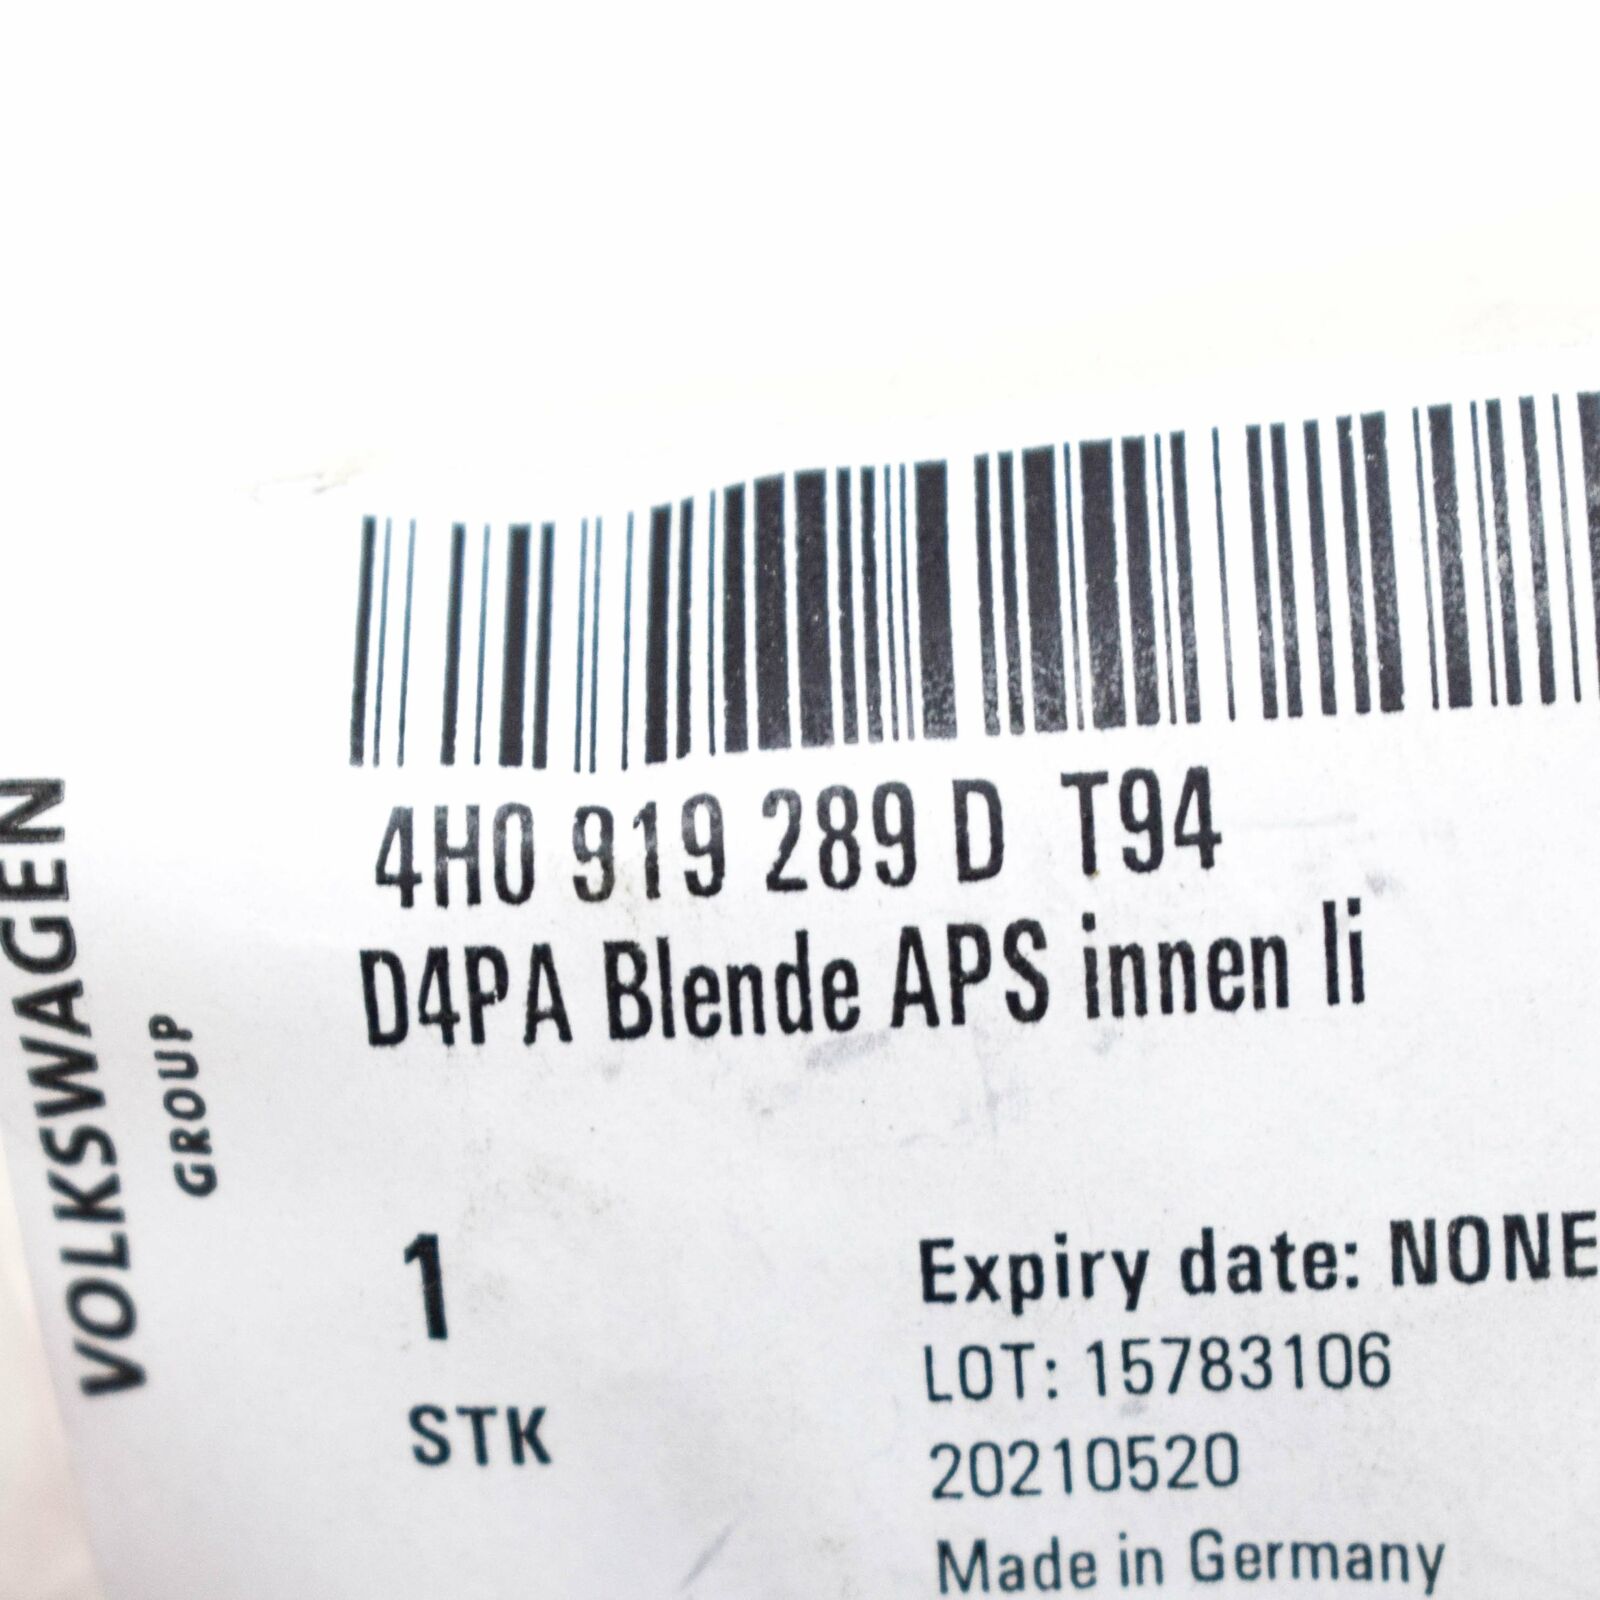 4H0 919 289 D T94
D4PA Blende APS innen li
VOLKSWAGEN
GROUP
1
STK
Expiry date: NONE
LOT: 15783106
20210520
Made in Germany